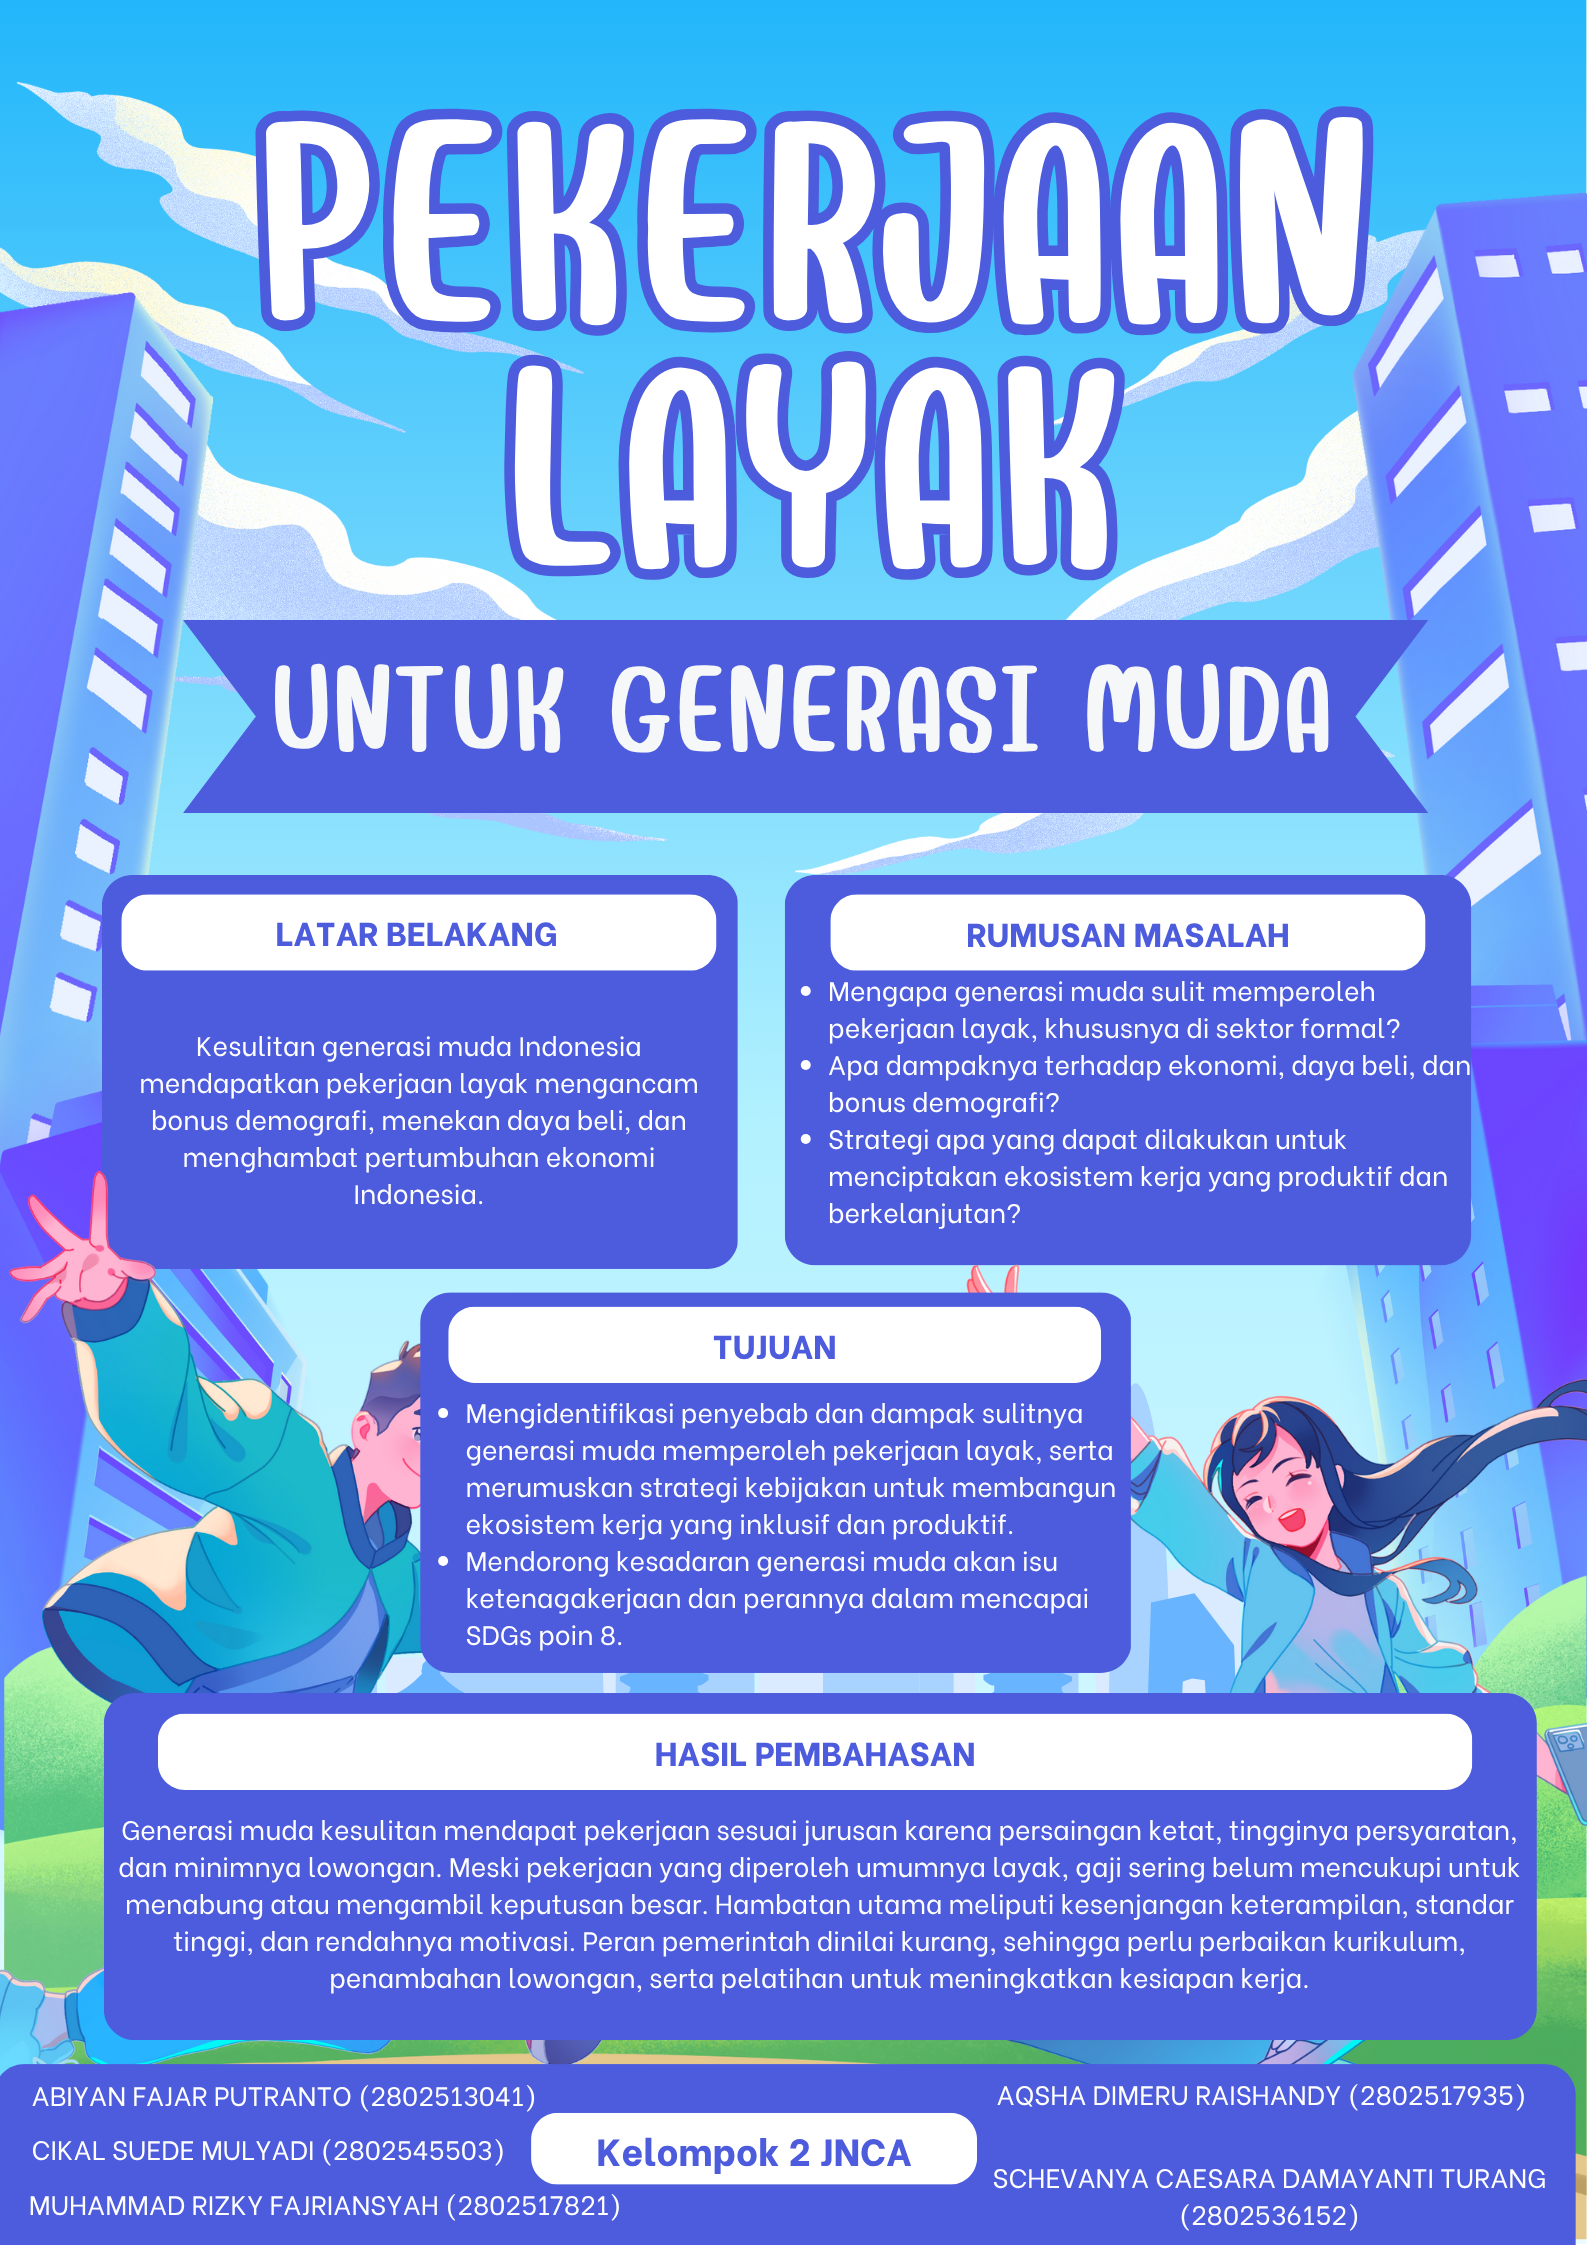 PEKERJAAN
LAYAK
UNTUK GENERASI MUDA
LATAR BELAKANG
Kesulitan generasi muda Indonesia
mendapatkan pekerjaan layak mengancam
bonus demografi, menekan daya beli, dan
menghambat pertumbuhan ekonomi
Indonesia.
RUMUSAN MASALAH
• Mengapa generasi muda sulit memperoleh
pekerjaan layak, khususnya di sektor formal?
• Apa dampaknya terhadap ekonomi, daya beli, dan
bonus demografi?
• Strategi apa yang dapat dilakukan untuk
menciptakan ekosistem kerja yang produktif dan
berkelanjutan?
TUJUAN
• Mengidentifikasi penyebab dan dampak sulitnya
generasi muda memperoleh pekerjaan layak, serta
merumuskan strategi kebijakan untuk membangun
ekosistem kerja yang inklusif dan produktif.
• Mendorong kesadaran generasi muda akan isu
ketenagakerjaan dan perannya dalam mencapai
SDGs poin 8.
HASIL PEMBAHASAN
Generasi muda kesulitan mendapat pekerjaan sesuai jurusan karena persaingan ketat, tingginya persyaratan,
dan minimnya lowongan. Meski pekerjaan yang diperoleh umumnya layak, gaji sering belum mencukupi untuk
menabung atau mengambil keputusan besar. Hambatan utama meliputi kesenjangan keterampilan, standar
tinggi, dan rendahnya motivasi. Peran pemerintah dinilai kurang, sehingga perlu perbaikan kurikulum,
penambahan lowongan, serta pelatihan untuk meningkatkan kesiapan kerja.
ABIYAN FAJAR PUTRANTO (2802513041)
CIKAL SUEDE MULYADI (2802545503)
MUHAMMAD RIZKY FAJRIANSYAH (2802517821)
Kelompok 2 JNCA
AQSHA DIMERU RAISHANDY (2802517935)
SCHEVANYA CAESARA DAMAYANTI TURANG
(2802536152)